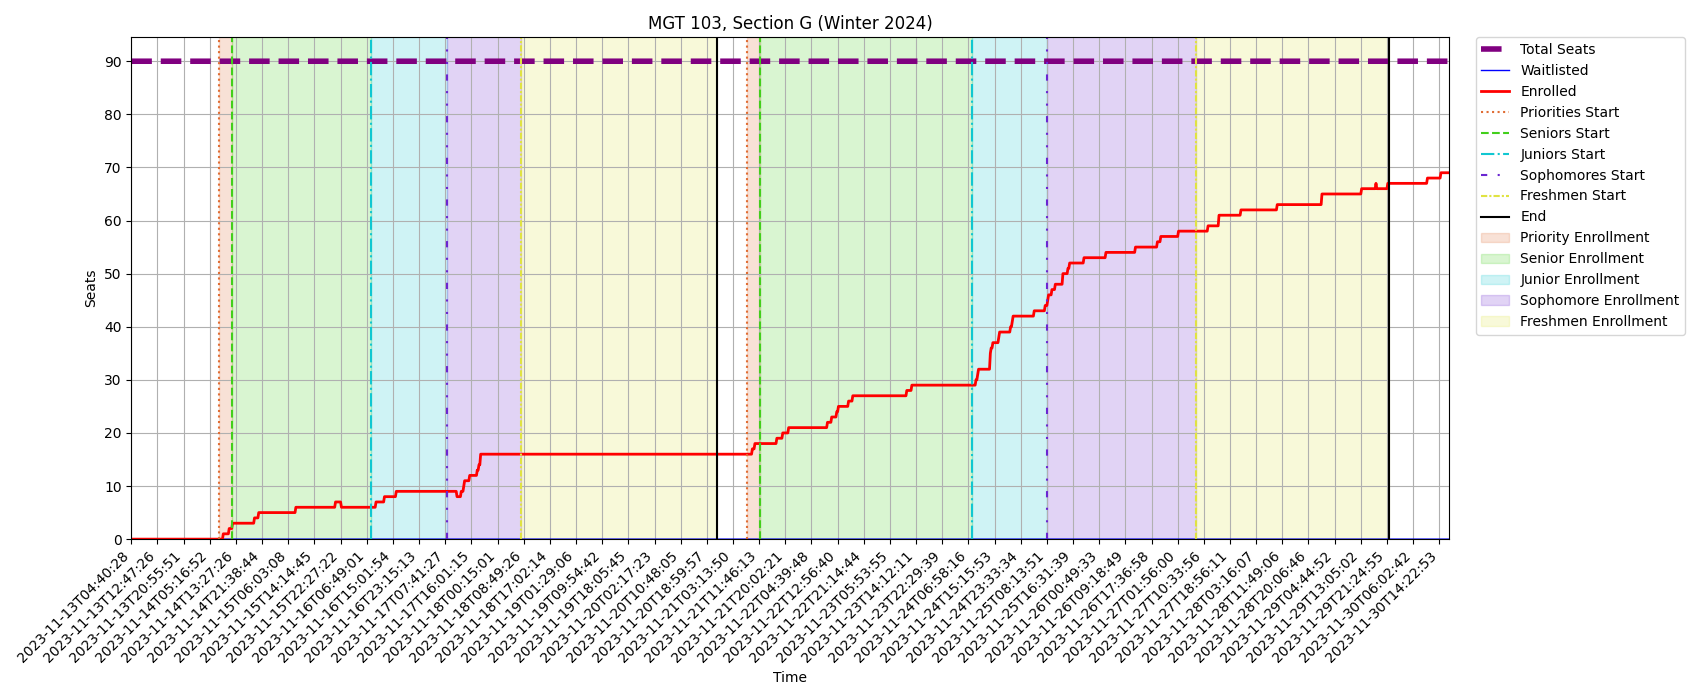 MGT 103, Section G (Winter 2024)
Total Seats
Waitlisted
Enrolled
Priorities Start
Seniors Start
Juniors Start
Sophomores Start
Freshmen Start
End
Priority Enrollment
Senior Enrollment
Junior Enrollment
Sophomore Enrollment
Freshmen Enrollment
Seats
90
80
70
60
50
40
30
20
10
0
2023-11-13T04:40:28
2023-11-13T12:47:26
2023-11-13T20:55:51
2023-11-14T05:16:52
2023-11-14T13:27:26
2023-11-14T21:38:44
2023-11-15T06:03:08
2023-11-15T14:14:45
2023-11-15T22:27:22
2023-11-16T06:49:01
2023-11-16T15:01:54
2023-11-16T23:15:13
2023-11-17T07:41:27
2023-11-17T16:01:15
2023-11-18T00:15:01
2023-11-18T08:49:26
2023-11-18T17:02:14
2023-11-19T01:29:06
2023-11-19T09:54:42
2023-11-19T18:05:45
2023-11-20T02:17:23
2023-11-20T10:48:05
2023-11-20T18:59:57
2023-11-21T03:13:50
2023-11-21T11:46:13
2023-11-21T20:02:21
2023-11-22T04:39:48
2023-11-22T12:56:40
2023-11-22T21:14:44
2023-11-23T05:53:55
2023-11-23T14:12:11
2023-11-23T22:29:39
2023-11-24T06:58:16
2023-11-24T15:15:53
2023-11-24T23:33:34
2023-11-25T08:13:51
2023-11-25T16:31:39
2023-11-26T00:49:33
2023-11-26T09:18:49
2023-11-26T17:36:58
2023-11-27T01:56:00
2023-11-27T10:33:56
2023-11-27T18:56:11
2023-11-28T03:16:07
2023-11-28T11:49:06
2023-11-28T20:06:46
2023-11-29T04:44:52
2023-11-29T13:05:02
2023-11-29T21:24:55
2023-11-30T06:02:42
2023-11-30T14:22:53
Time